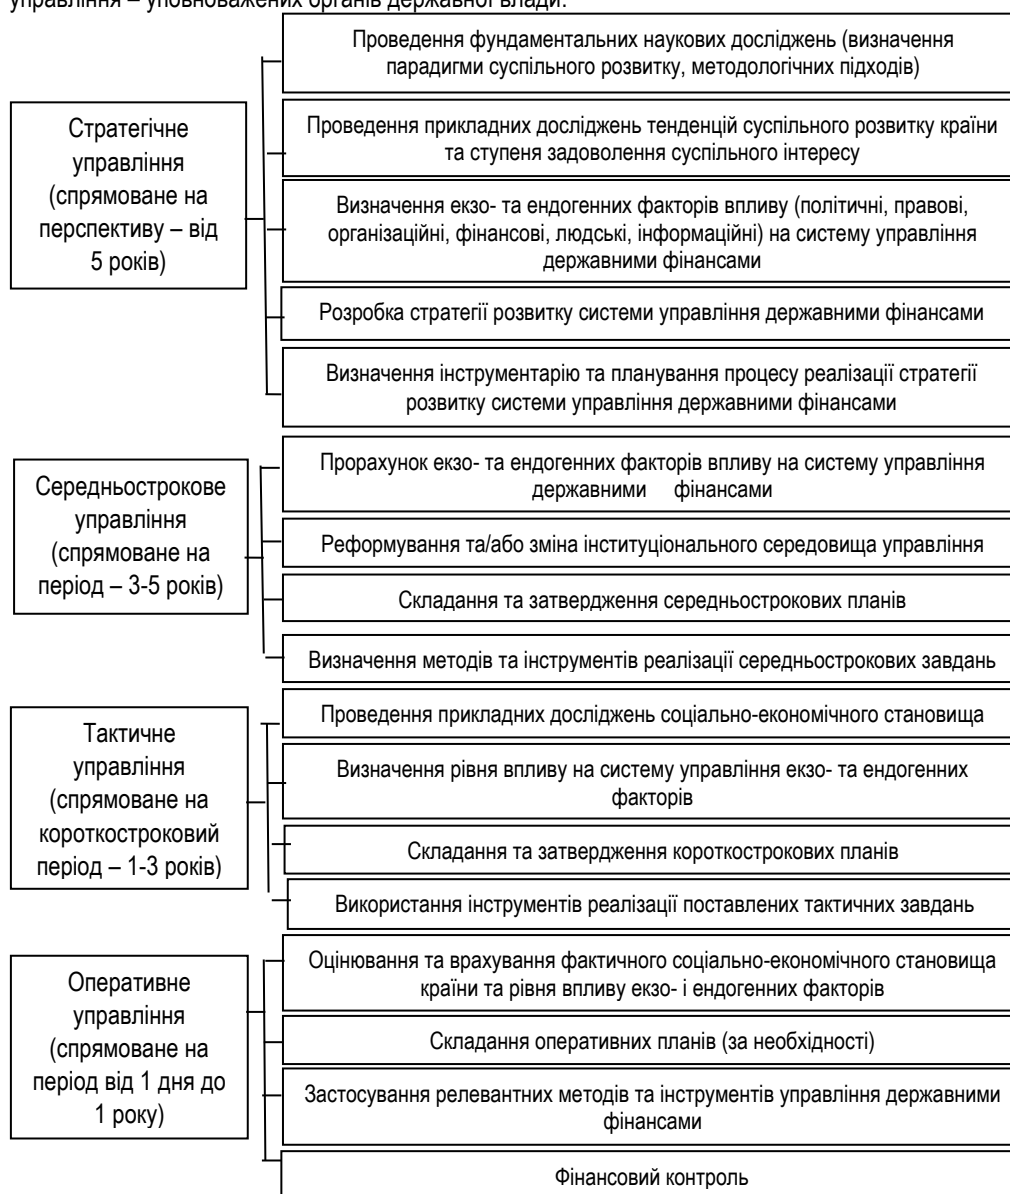 управління – уповноважених органів державної влади.
Стратегічне
управління
(спрямоване на
перспективу – від
5 років)
Проведення фундаментальних наукових досліджень (визначення
парадигми суспільного розвитку, методологічних підходів)
Проведення прикладних досліджень тенденцій суспільного розвитку країни
та ступеня задоволення суспільного інтересу
Визначення екзо- та ендогенних факторів впливу (політичні, правові,
організаційні, фінансові, людські, інформаційні) на систему управління
державними фінансами
Розробка стратегії розвитку системи управління державними фінансами
Визначення інструментарію та планування процесу реалізації стратегії
розвитку системи управління державними фінансами
Середньострокове
управління
(спрямоване на
період – 3-5 років)
Прорахунок екзо- та ендогенних факторів впливу на систему управління
державними фінансами
Реформування та/або зміна інституціонального середовища управління
Складання та затвердження середньострокових планів
Визначення методів та інструментів реалізації середньострокових завдань
Тактичне
управління
(спрямоване на
короткостроковий
період – 1-3 років)
Проведення прикладних досліджень соціально-економічного становища
Визначення рівня впливу на систему управління екзо- та ендогенних
факторів
Складання та затвердження короткострокових планів
Використання інструментів реалізації поставлених тактичних завдань
Оперативне
управління
(спрямоване на
період від 1 дня до
1 року)
Оцінювання та врахування фактичного соціально-економічного становища
країни та рівня впливу екзо- і ендогенних факторів
Складання оперативних планів (за необхідності)
Застосування релевантних методів та інструментів управління державними
фінансами
Фінансовий контроль